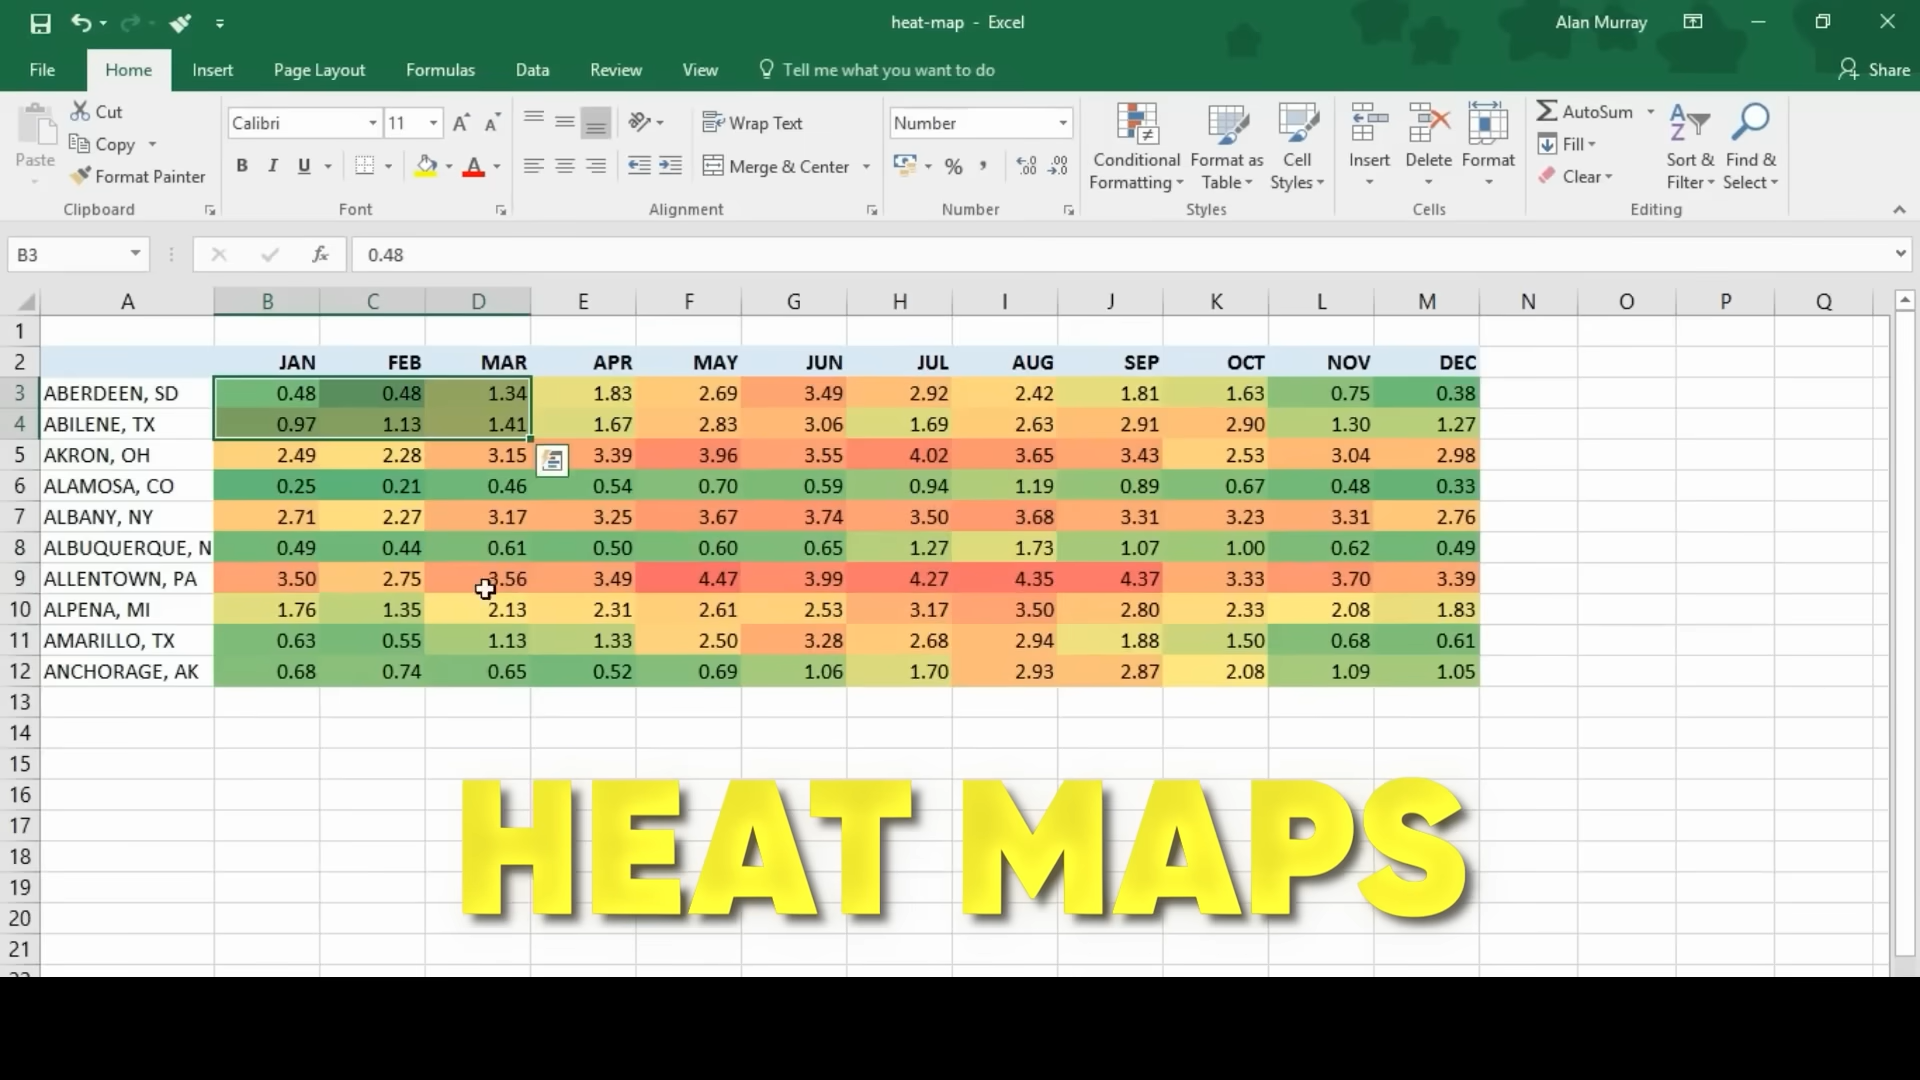 heat-map - Excel
Alan Murray
File Home Insert Page Layout Formulas Data Review View Tell me what you want to do Share
Paste
Cut
Copy
Format Painter
Clipboard
Calibri 11
B I U
Font
Wrap Text
Merge & Center
Alignment
Number
%
Number
Conditional Formatting
Format as Table
Cell Styles
Styles
Insert Delete Format
Cells
AutoSum
Fill
Clear
Sort & Filter
Find & Select
Editing
B3 fx 0.48
A B C D E F G H I J K L M N O P Q
1
2 JAN FEB MAR APR MAY JUN JUL AUG SEP OCT NOV DEC
3 ABERDEEN, SD 0.48 0.48 1.34 1.83 2.69 3.49 2.92 2.42 1.81 1.63 0.75 0.38
4 ABILENE, TX 0.97 1.13 1.41 1.67 2.83 3.06 1.69 2.63 2.91 2.90 1.30 1.27
5 AKRON, OH 2.49 2.28 3.15 3.39 3.96 3.55 4.02 3.65 3.43 2.53 3.04 2.98
6 ALAMOSA, CO 0.25 0.21 0.46 0.54 0.70 0.59 0.94 1.19 0.89 0.67 0.48 0.33
7 ALBANY, NY 2.71 2.27 3.17 3.25 3.67 3.74 3.50 3.68 3.31 3.23 3.31 2.76
8 ALBUQUERQUE, N 0.49 0.44 0.61 0.50 0.60 0.65 1.27 1.73 1.07 1.00 0.62 0.49
9 ALLENTOWN, PA 3.50 2.75 3.56 3.49 4.47 3.99 4.27 4.35 4.37 3.33 3.70 3.39
10 ALPENA, MI 1.76 1.35 2.13 2.31 2.61 2.53 3.17 3.50 2.80 2.33 2.08 1.83
11 AMARILLO, TX 0.63 0.55 1.13 1.33 2.50 3.28 2.68 2.94 1.88 1.50 0.68 0.61
12 ANCHORAGE, AK 0.68 0.74 0.65 0.52 0.69 1.06 1.70 2.93 2.87 2.08 1.09 1.05
13
14
15
16
17
18
19
20
21
HEAT MAPS